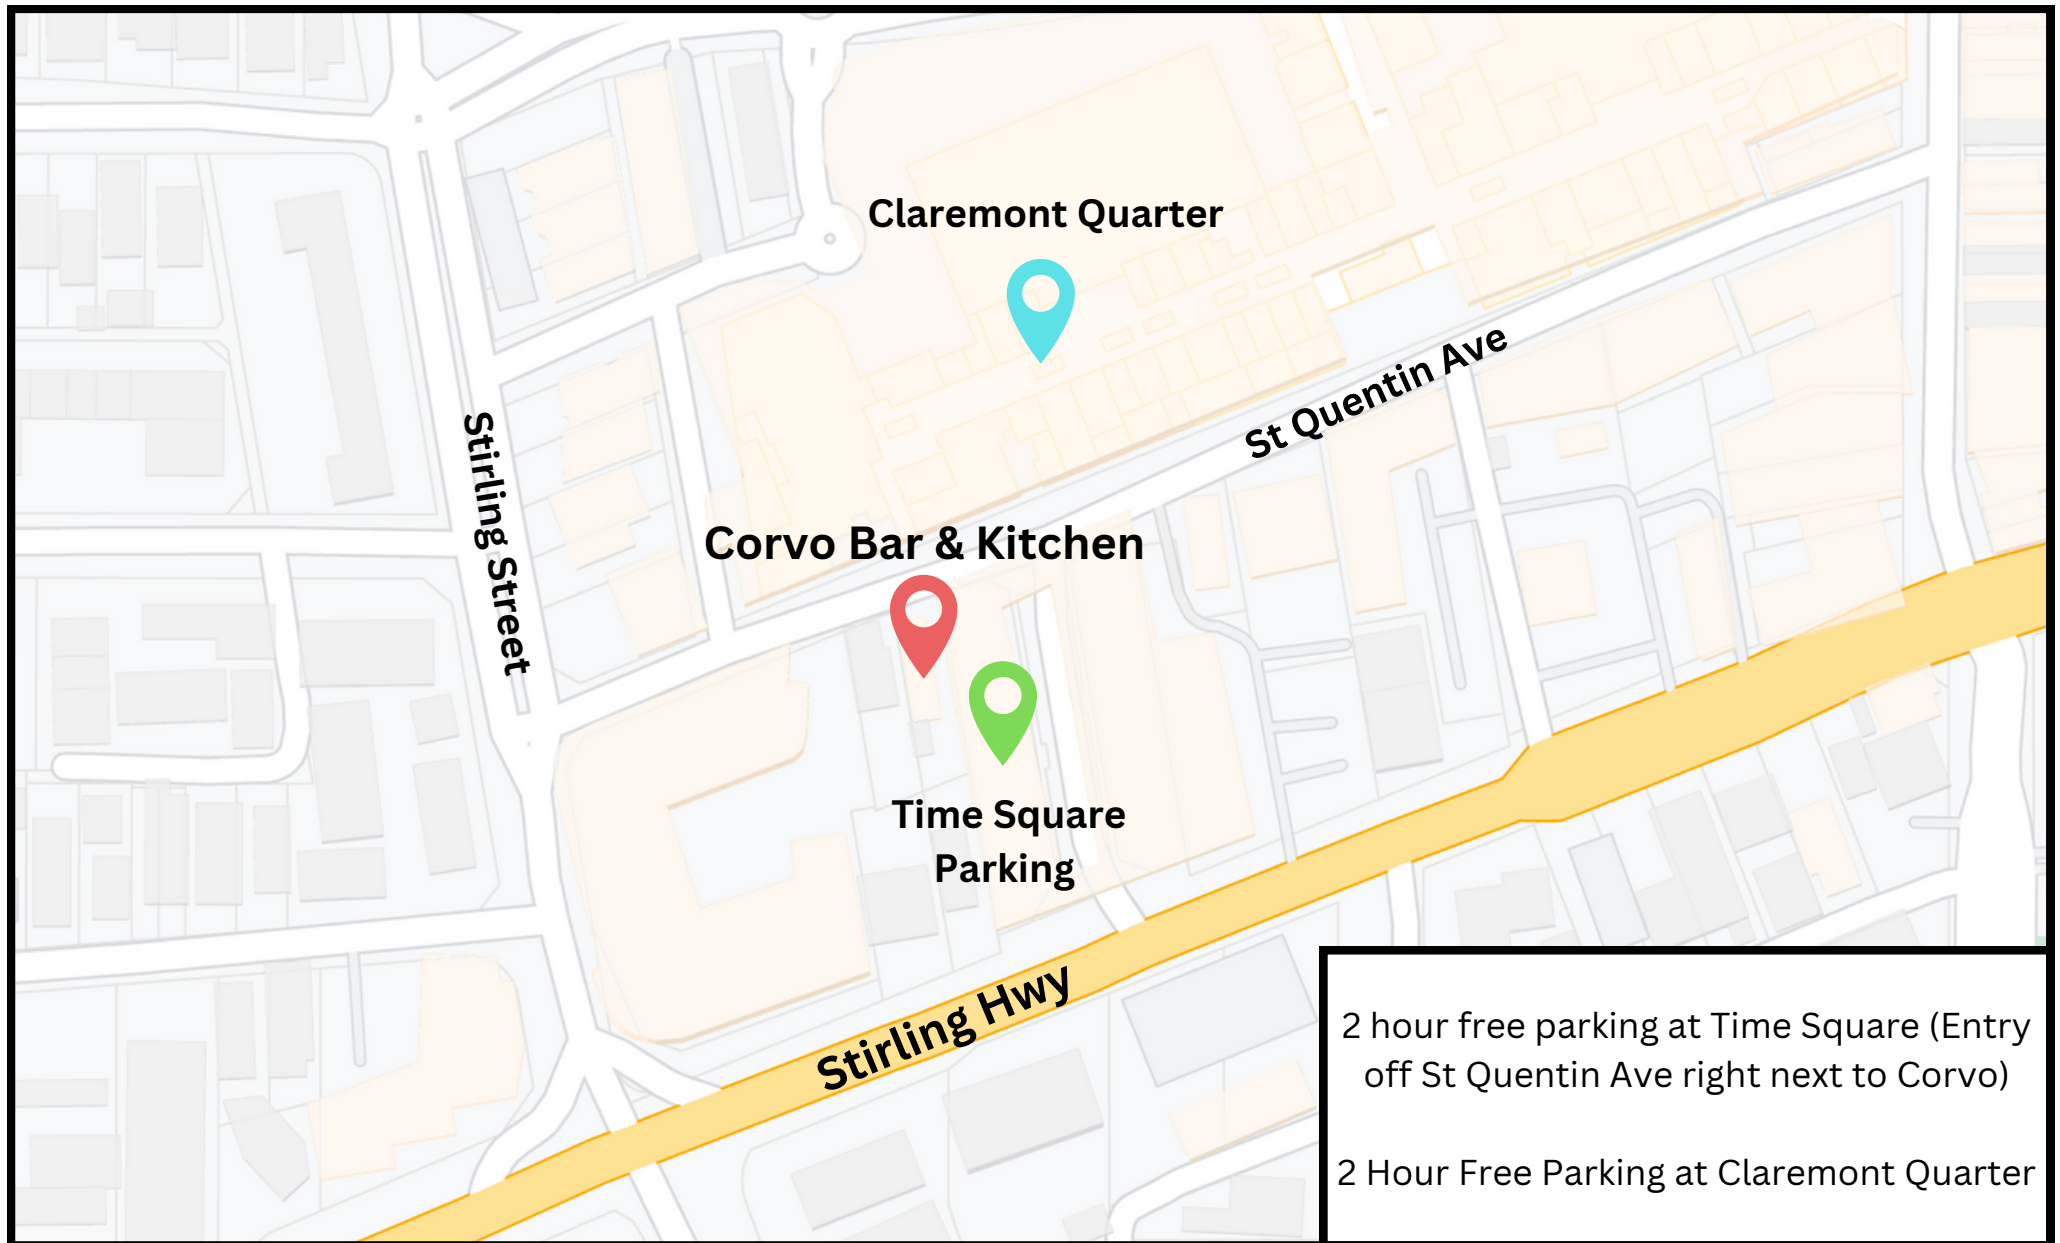 Claremont Quarter
St Quentin Ave
Stirling Street
Corvo Bar & Kitchen
Time Square
Parking
Stirling Hwy
2 hour free parking at Time Square (Entry
off St Quentin Ave right next to Corvo)
2 Hour Free Parking at Claremont Quarter